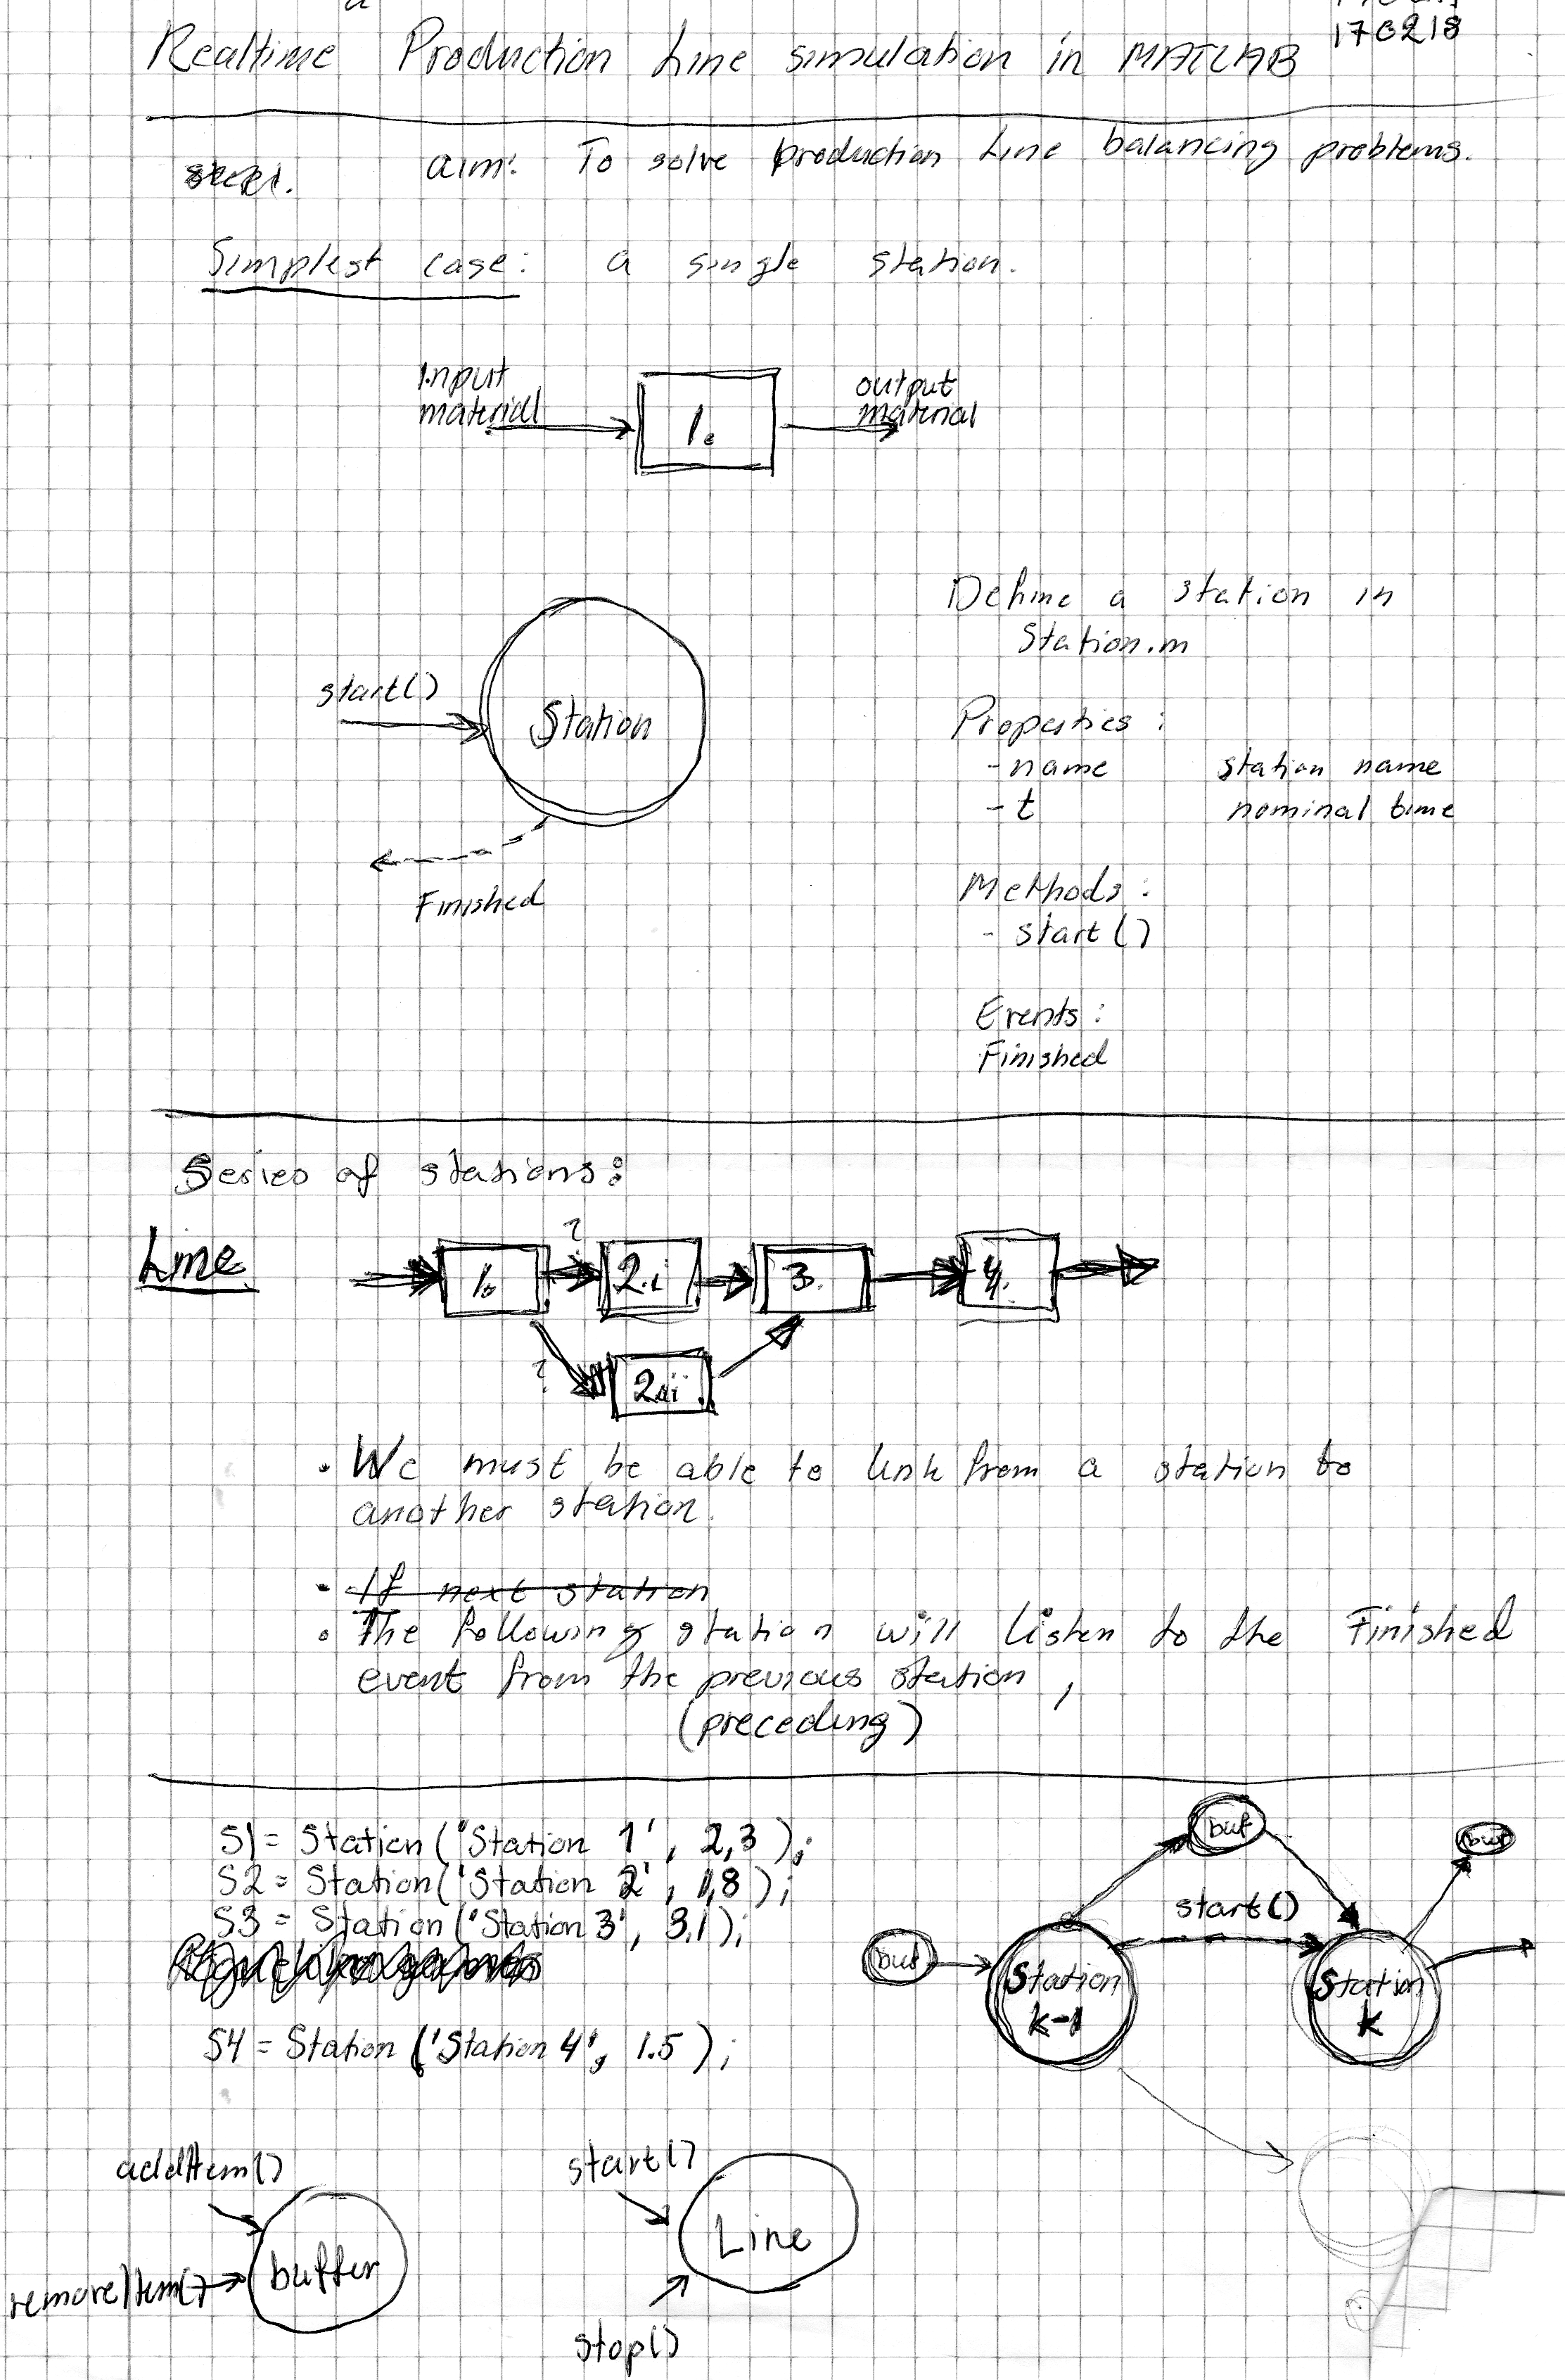 170218
Realtime Production Line simulation in MATLAB
aim: To solve production Line balancing problems.
Simplest case: a single station.
Input
material
1.
output
material
Define a station in
Station.m
start()
Station
Properties:
- name station name
- t nominal time
Finished
Methods:
- start()
Events:
Finished
Series of stations:
Line
?
1. 2.i 3. 4.
?
2.ii
• We must be able to link from a station to
another station.
• If next station
• The following station will listen to the Finished
event from the previous station,
(preceding)
S1 = Station('Station 1', 2,3);
S2 = Station('Station 2', 1,8);
S3 = Station('Station 3', 3.1);
S4 = Station('Station 4', 1.5);
buf
buf
start()
buf
Station
k-1
Station
k
addItem()
removeItem()
buffer
start()
Line
stop()